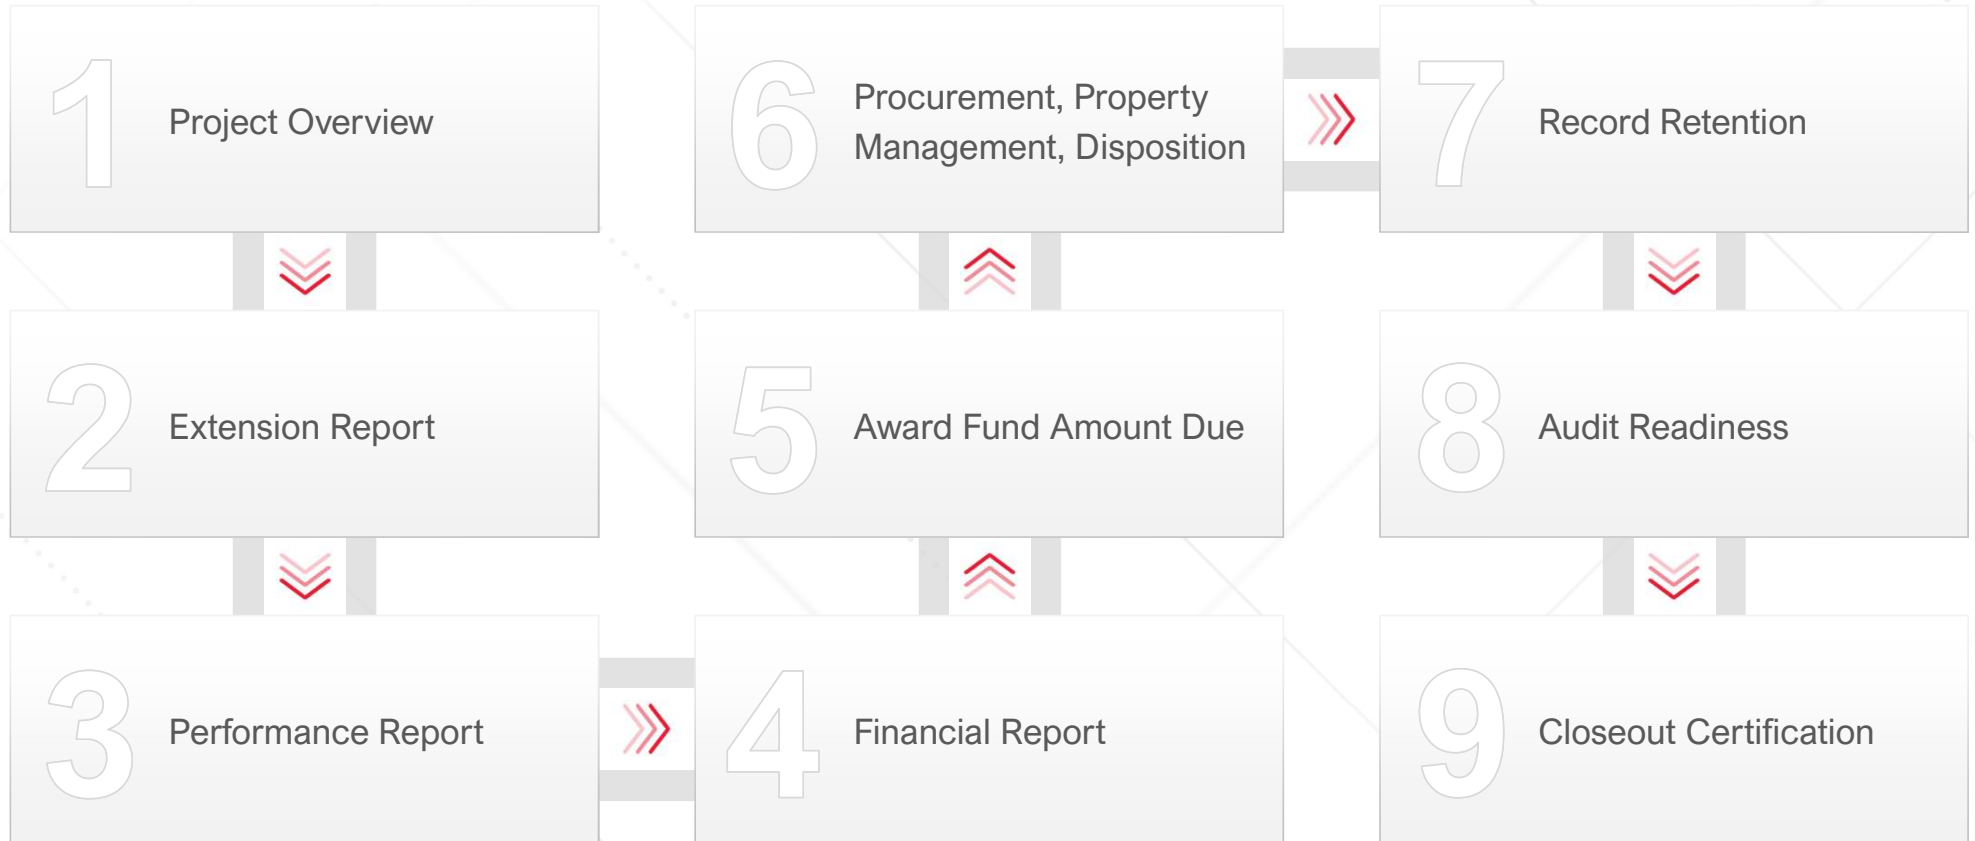 1
Project Overview
2
Extension Report
3
Performance Report
4
Financial Report
5
Award Fund Amount Due
6
Procurement, Property
Management, Disposition
7
Record Retention
8
Audit Readiness
9
Closeout Certification